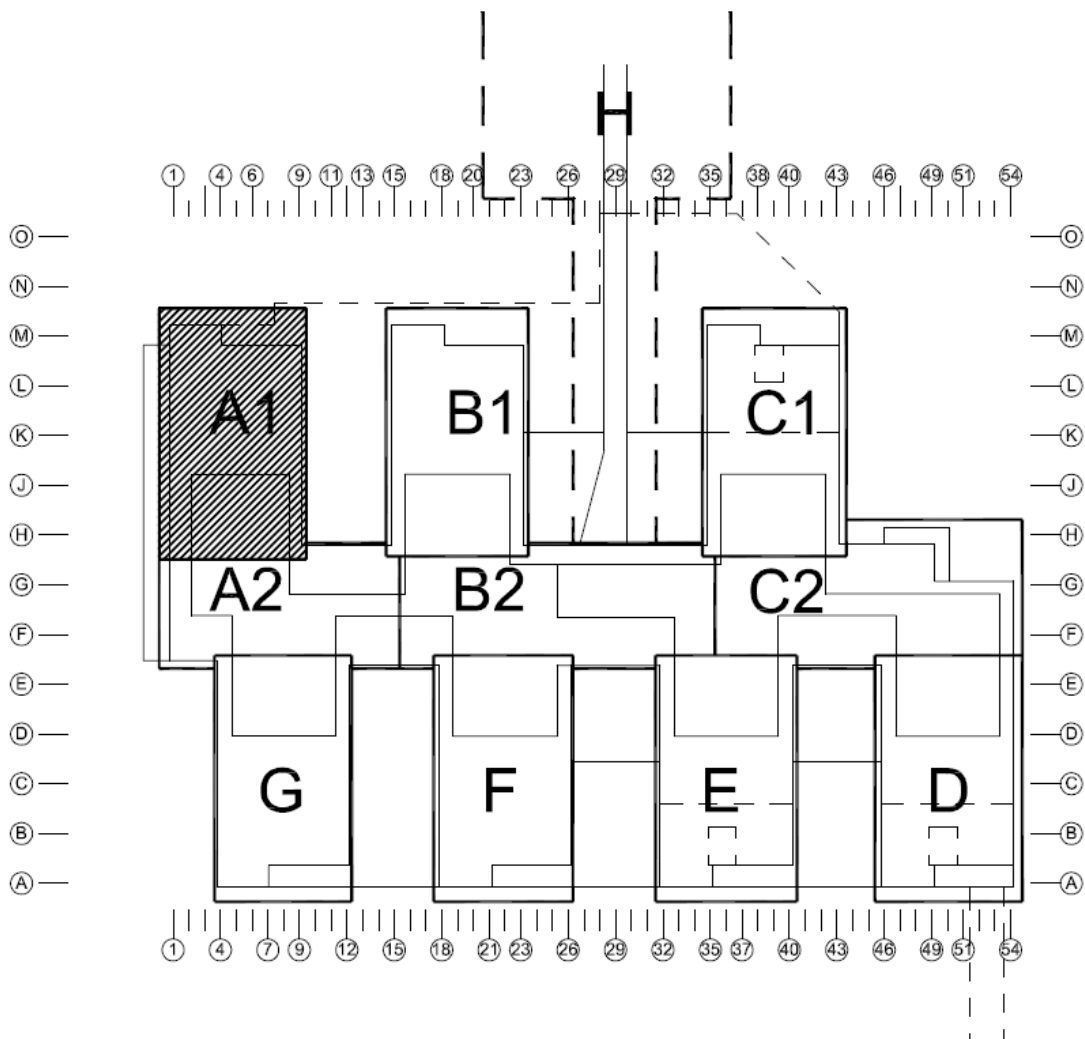 1 4 6 9 11 13 15 18 20 23 26 29 32 35 38 40 43 46 49 51 54
O O
N N
M M
L L
A1 B1 C1
K K
J J
H H
A2 B2 C2
G G
F F
E E
D D
G F E D
C C
B B
A A
1 4 7 9 12 15 18 21 23 26 29 32 35 37 40 43 46 49 51 54